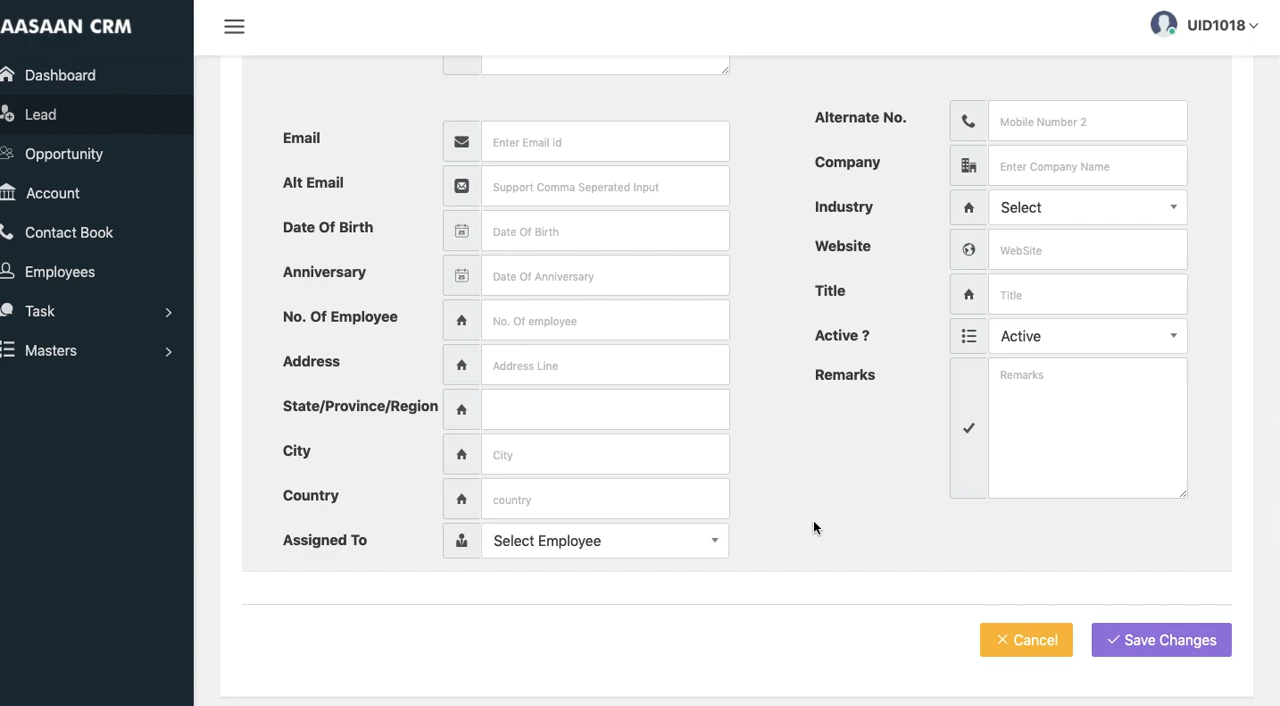 AASAAN CRM
UID1018
Dashboard
Lead
Opportunity
Account
Contact Book
Employees
Task
Masters
Email
Enter Email id
Alt Email
Support Comma Seperated Input
Date Of Birth
Date Of Birth
Anniversary
Date Of Anniversary
No. Of Employee
No. Of employee
Address
Address Line
State/Province/Region
City
City
Country
country
Assigned To
Select Employee
Alternate No.
Mobile Number 2
Company
Enter Company Name
Industry
Select
Website
WebSite
Title
Title
Active ?
Active
Remarks
Remarks
Cancel
Save Changes